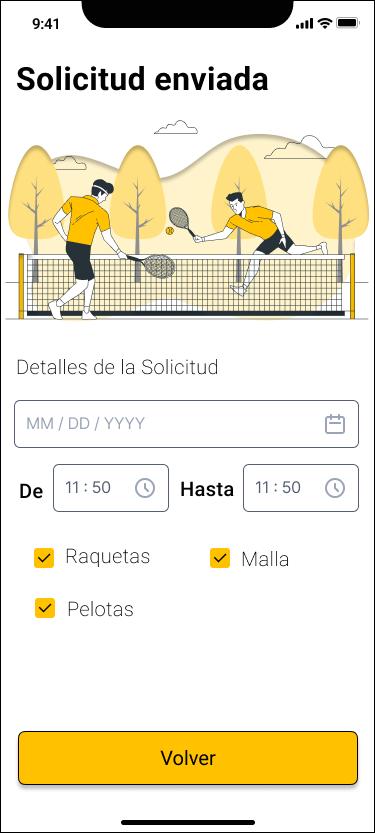 9:41
Solicitud enviada
Detalles de la Solicitud
MM / DD / YYYY
De 11 : 50 Hasta 11 : 50
Raquetas Malla
Pelotas
Volver